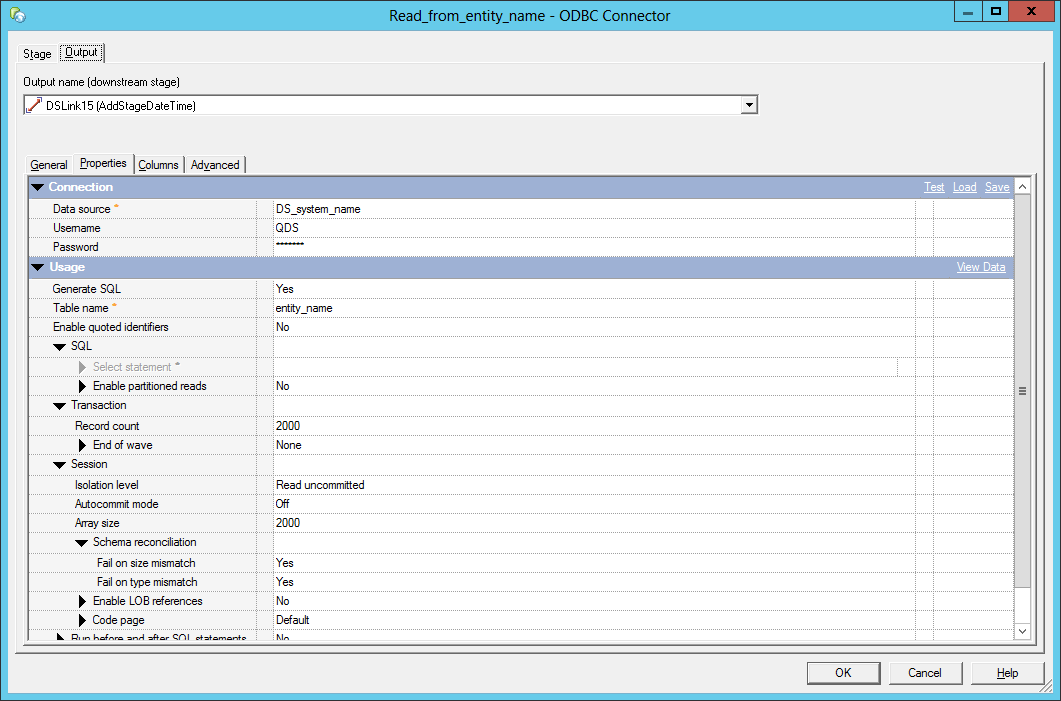 Read_from_entity_name - ODBC Connector
Stage Output
Output name (downstream stage)
DSLink15 (AddStageDateTime)
General Properties Columns Advanced
Connection Test Load Save
Data source * DS_system_name
Username QDS
Password *******
Usage View Data
Generate SQL Yes
Table name * entity_name
Enable quoted identifiers No
SQL
Select statement *
Enable partitioned reads No
Transaction
Record count 2000
End of wave None
Session
Isolation level Read uncommitted
Autocommit mode Off
Array size 2000
Schema reconciliation
Fail on size mismatch Yes
Fail on type mismatch Yes
Enable LOB references No
Code page Default
Run before and after SQL statements No
OK Cancel Help